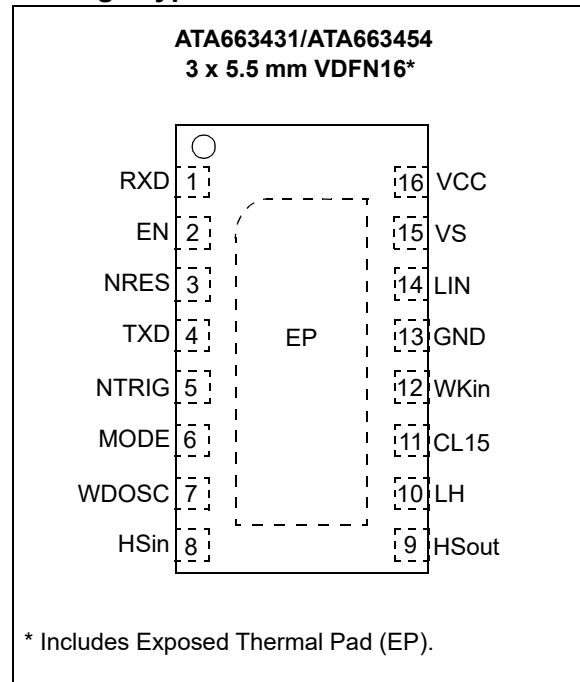 ATA663431/ATA663454
3 x 5.5 mm VDFN16*
RXD 1 16 VCC
EN 2 15 VS
NRES 3 14 LIN
TXD 4 EP 13 GND
NTRIG 5 12 WKin
MODE 6 11 CL15
WDOSC 7 10 LH
HSin 8 9 HSout
* Includes Exposed Thermal Pad (EP).